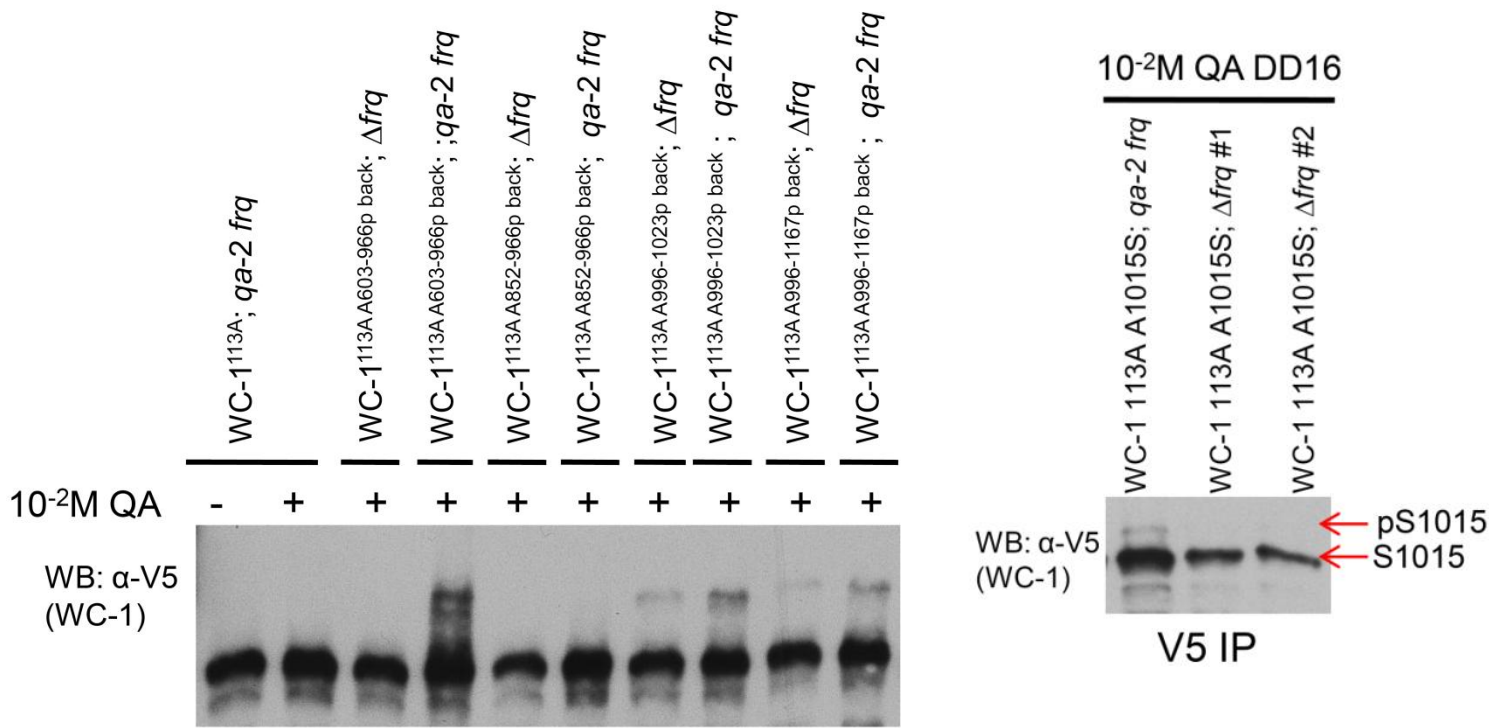 WC-1113A; qa-2 frq
WC-1113A A603-966p back; Δfrq
WC-1113A A603-966p back; ;qa-2 frq
WC-1113A A852-966p back; Δfrq
WC-1113A A852-966p back; qa-2 frq
WC-1113A A996-1023p back; Δfrq
WC-1113A A996-1023p back ; qa-2 frq
WC-1113A A996-1167p back; Δfrq
WC-1113A A996-1167p back ; qa-2 frq
10-2M QA - + + + + + + + + +
WB: α-V5
(WC-1)
10-2M QA DD16
WC-1 113A A1015S; qa-2 frq
WC-1 113A A1015S; Δfrq #1
WC-1 113A A1015S; Δfrq #2
WB: α-V5
(WC-1)
pS1015
S1015
V5 IP